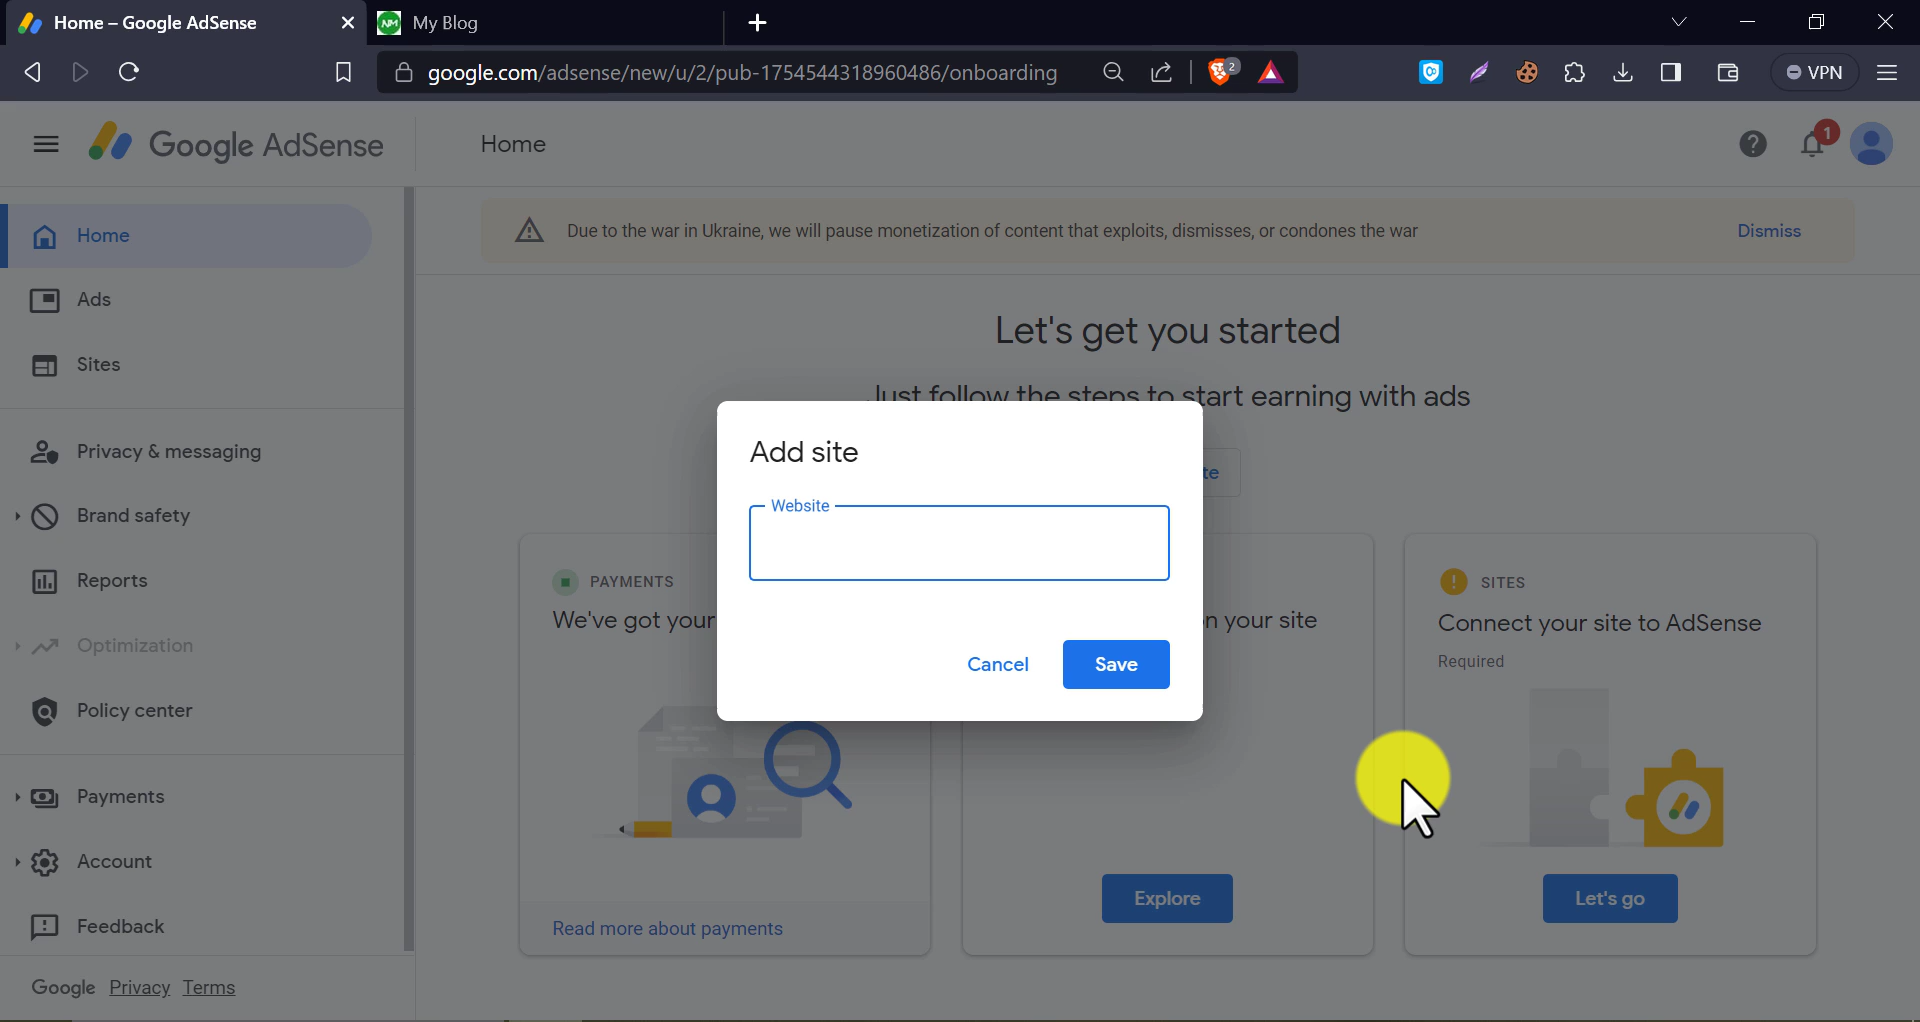 Home – Google AdSense
My Blog
google.com/adsense/new/u/2/pub-1754544318960486/onboarding
2
VPN
Google AdSense
Home
1
Home
Ads
Sites
Privacy & messaging
Brand safety
Reports
Optimization
Policy center
Payments
Account
Feedback
Google Privacy Terms
Due to the war in Ukraine, we will pause monetization of content that exploits, dismisses, or condones the war
Dismiss
Let's get you started
Just follow the steps to start earning with ads
te
Add site
Website
Cancel
Save
PAYMENTS
We've got your
Read more about payments
n your site
Explore
SITES
Connect your site to AdSense
Required
Let's go